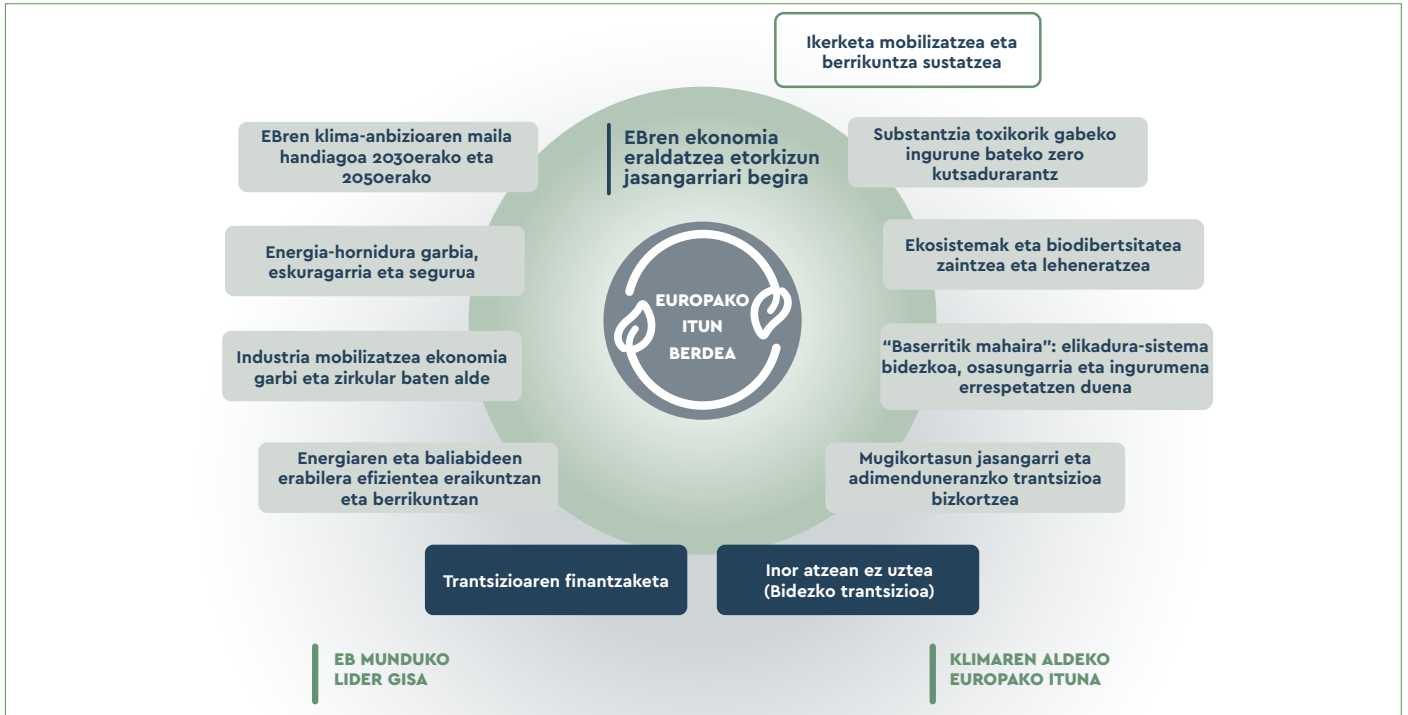 Ikerketa mobilizatzea eta
berrikuntza sustatzea
EBren ekonomia
eraldatzea etorkizun
jasangarriari begira
EBren klima-anbizioaren maila
handiagoa 2030erako eta
2050erako
Substantzia toxikorik gabeko
ingurune bateko zero
kutsadurarantz
Energia-hornidura garbia,
eskuragarria eta segurua
Ekosistemak eta biodibertsitatea
zaintzea eta leheneratzea
EUROPAKO
ITUN
BERDEA
Industria mobilizatzea ekonomia
garbi eta zirkular baten alde
“Baserritik mahaira”: elikadura-sistema
bidezkoa, osasungarria eta ingurumena
errespetatzen duena
Energiaren eta baliabideen
erabilera efizientea eraikuntzan
eta berrikuntzan
Mugikortasun jasangarri eta
adimenduneranzko trantsizioa
bizkortzea
Trantsizioaren finantzaketa
Inor atzean ez uztea
(Bidezko trantsizioa)
EB MUNDUKO
LIDER GISA
KLIMAREN ALDEKO
EUROPAKO ITUNA